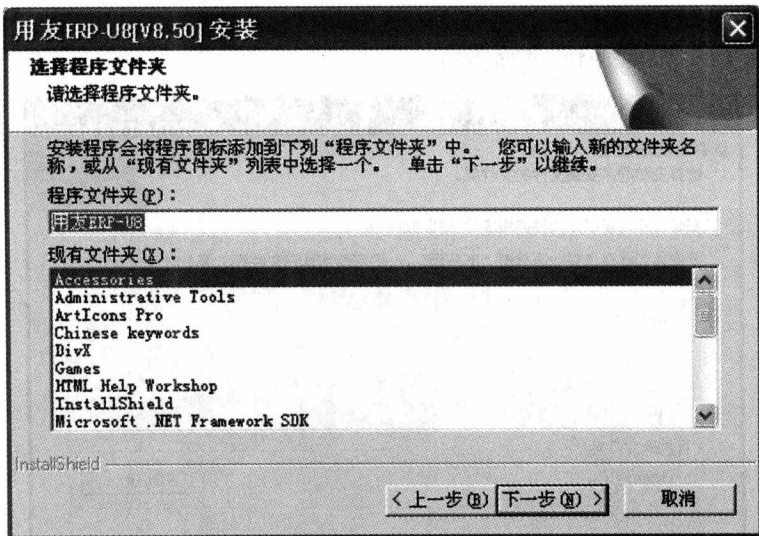 用友ERP-U8[V8.50] 安装
选择程序文件夹
请选择程序文件夹。
安装程序会将程序图标添加到下列“程序文件夹”中。 您可以输入新的文件夹名
称，或从“现有文件夹”列表中选择一个。 单击“下一步”以继续。
程序文件夹(P)：
用友ERP-U8
现有文件夹(X)：
Accessories
Administrative Tools
ArtIcons Pro
Chinese keywords
DivX
Games
HTML Help Workshop
InstallShield
Microsoft .NET Framework SDK
InstallShield
< 上一步(B) 下一步(N) > 取消